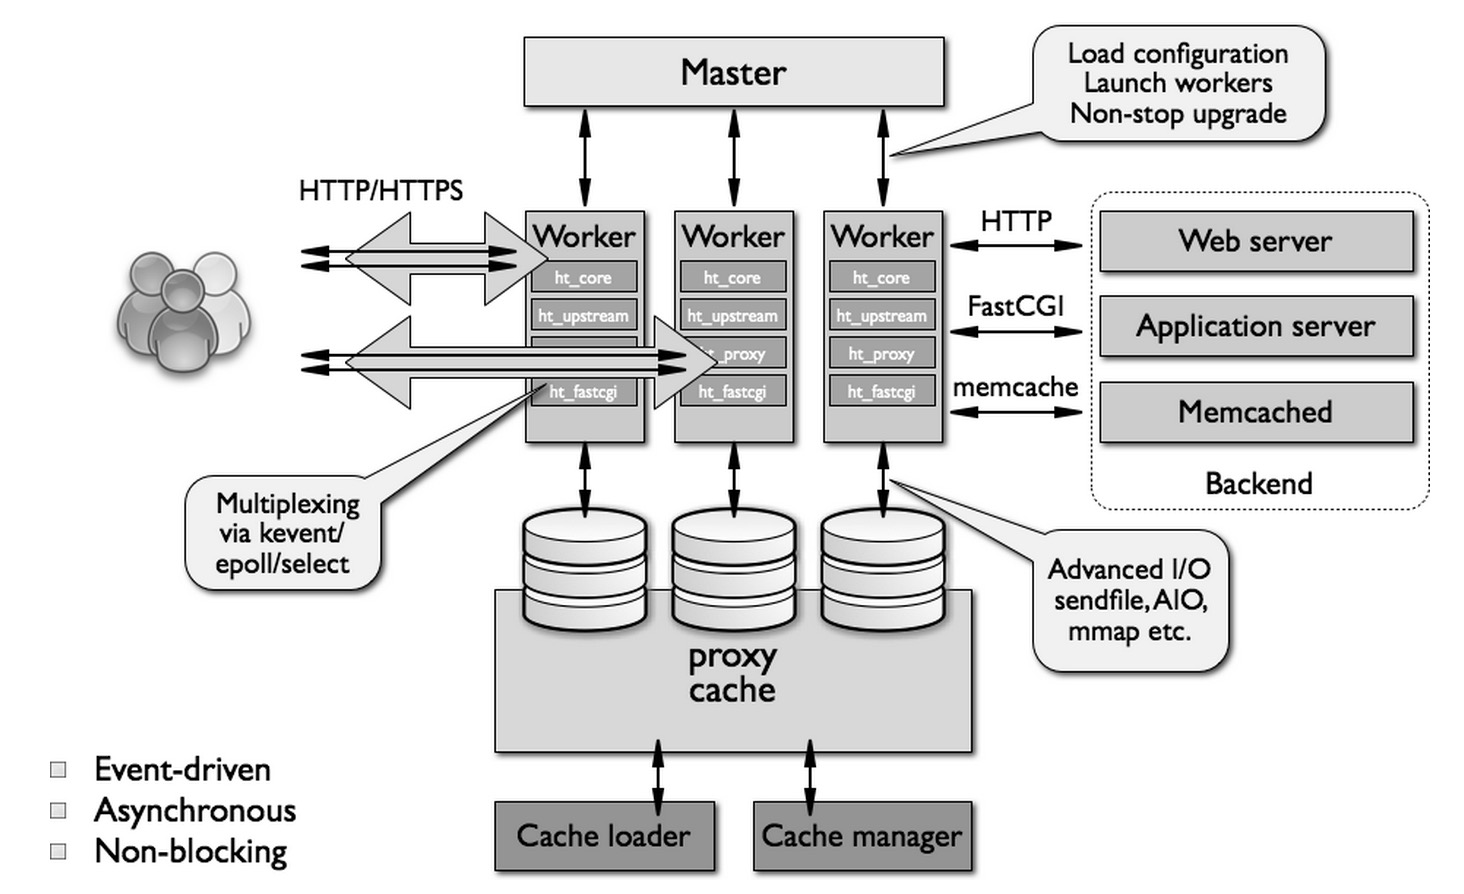 Master
Load configuration
Launch workers
Non-stop upgrade
HTTP/HTTPS
Worker
ht_core
ht_upstream
ht_fastcgi
Worker
ht_core
ht_upstream
ht_fastcgi
Worker
ht_core
ht_upstream
ht_proxy
ht_fastcgi
HTTP
FastCGI
memcache
Web server
Application server
Memcached
Backend
Multiplexing
via kevent/
epoll/select
Advanced I/O
sendfile, AIO,
mmap etc.
proxy
cache
Cache loader
Cache manager
Event-driven
Asynchronous
Non-blocking